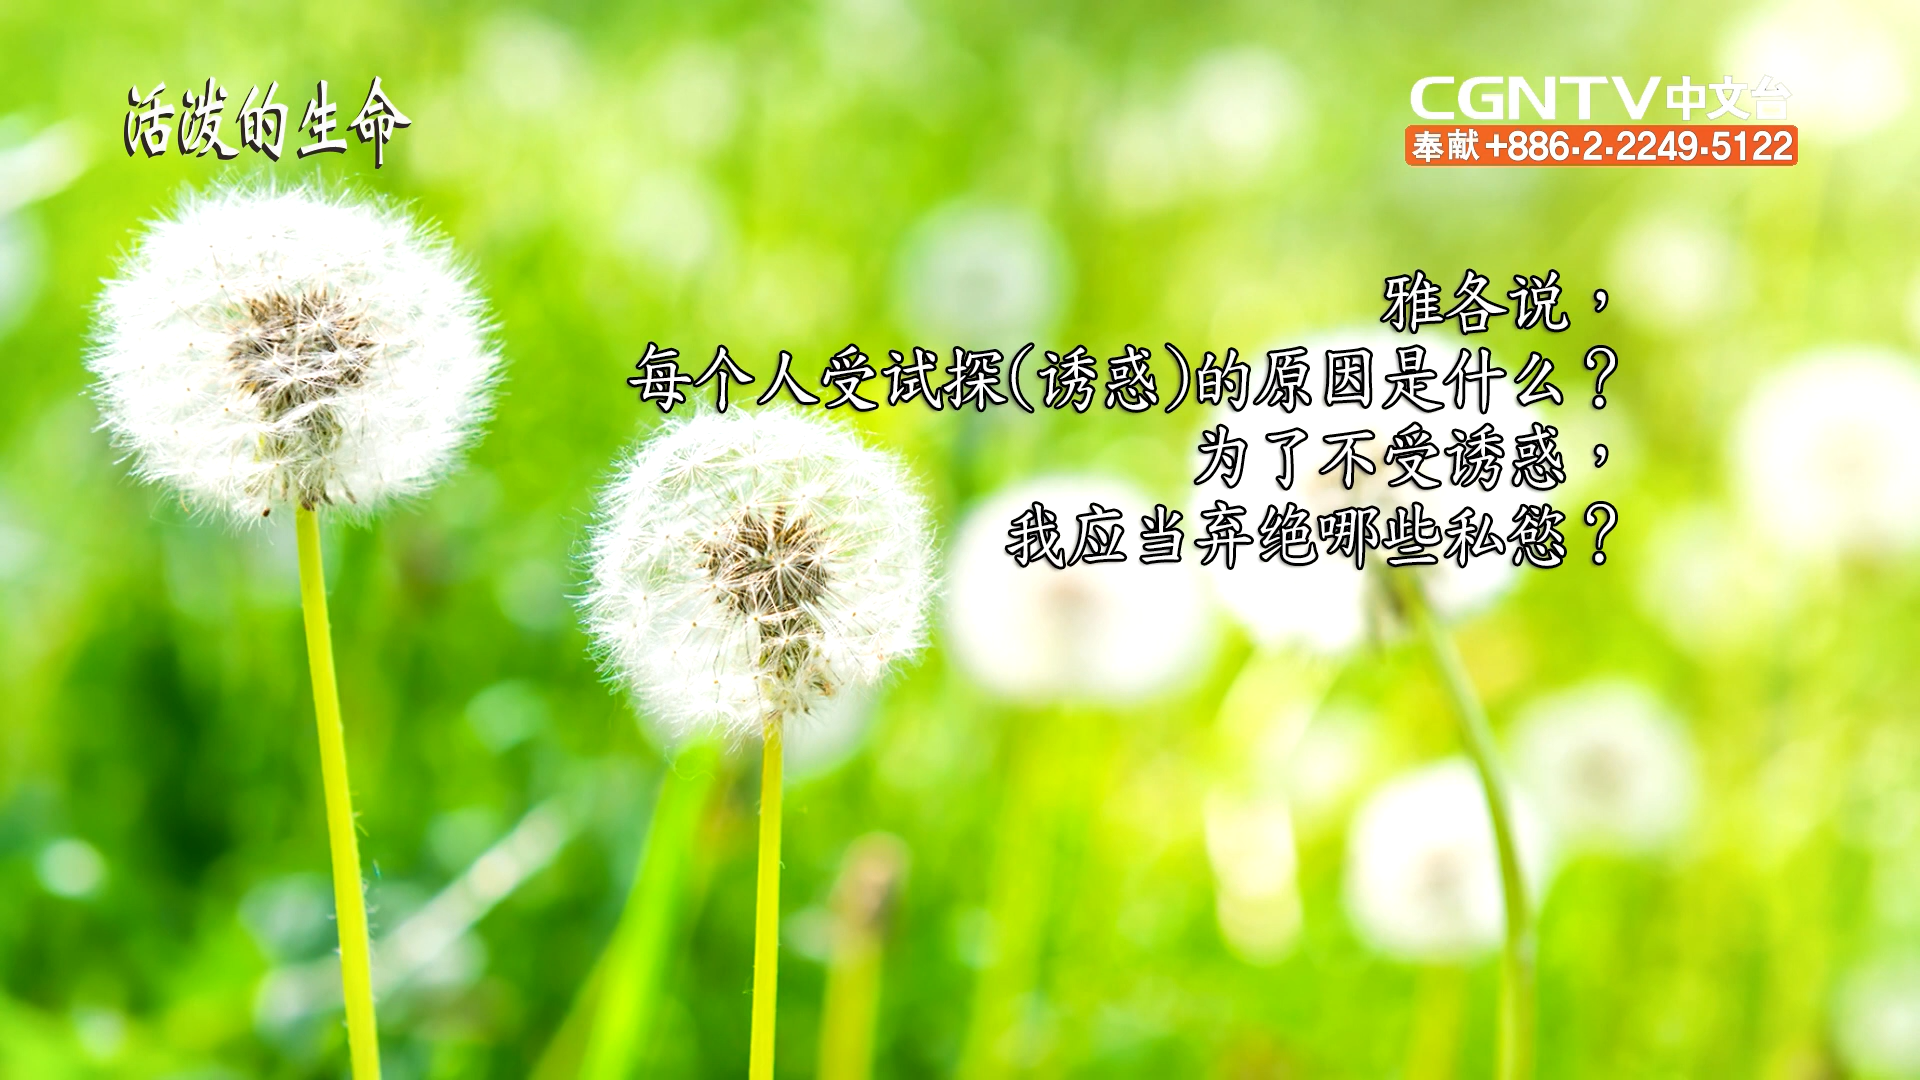 活泼的生命
CGNTV中文台
奉献+886·2·2249·5122
雅各说，
每个人受试探(诱惑)的原因是什么？
为了不受诱惑，
我应当弃绝哪些私慾？